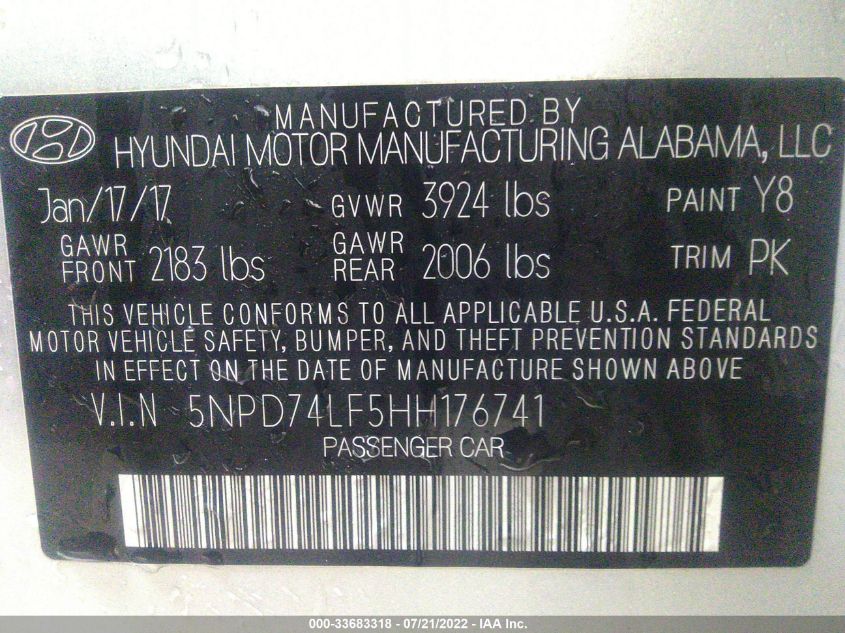 MANUFACTURED BY
HYUNDAI MOTOR MANUFACTURING ALABAMA, LLC
Jan/17/17 GVWR 3924 lbs PAINT Y8
GAWR FRONT 2183 lbs GAWR REAR 2006 lbs TRIM PK
THIS VEHICLE CONFORMS TO ALL APPLICABLE U.S.A. FEDERAL
MOTOR VEHICLE SAFETY, BUMPER, AND THEFT PREVENTION STANDARDS
IN EFFECT ON THE DATE OF MANUFACTURE SHOWN ABOVE
V.I.N 5NPD74LF5HH176741
PASSENGER CAR
000-33683318 - 07/21/2022 - IAA Inc.